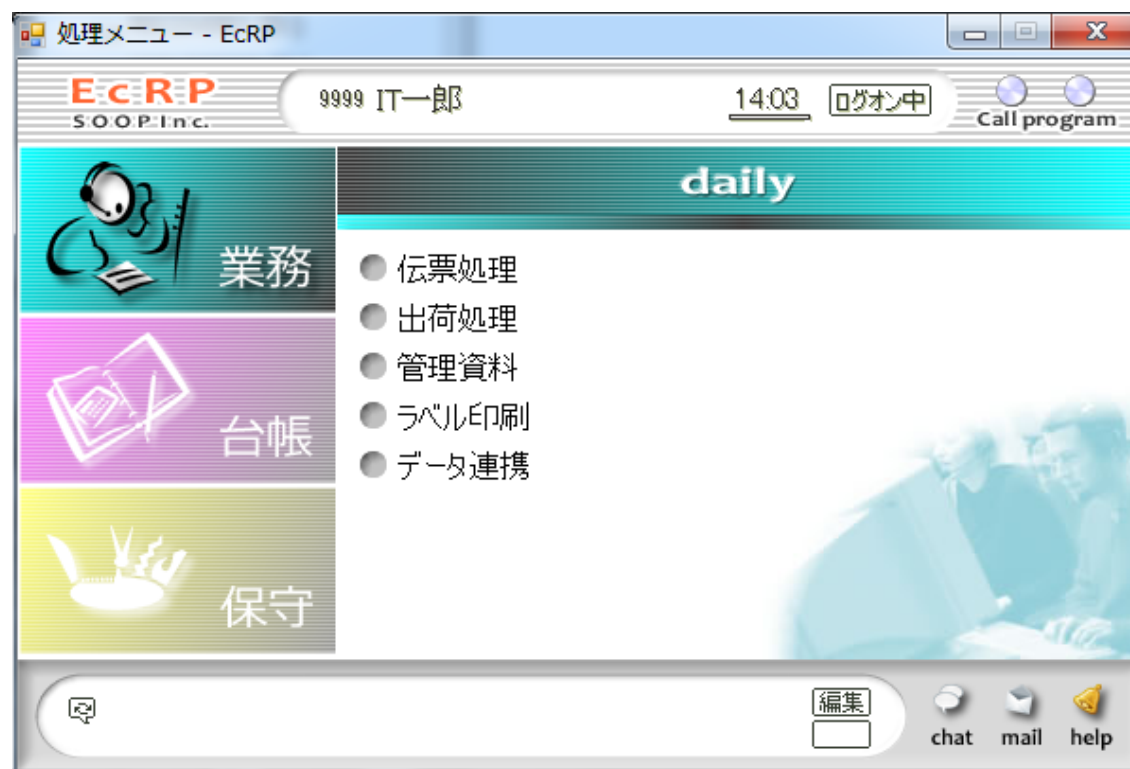 処理メニュー - EcRP
EcRP
SOOP Inc.
9999 IT一郎
14:03
ログオン中
Call program
業務
台帳
保守
daily
伝票処理
出荷処理
管理資料
ラベル印刷
データ連携
編集
chat
mail
help